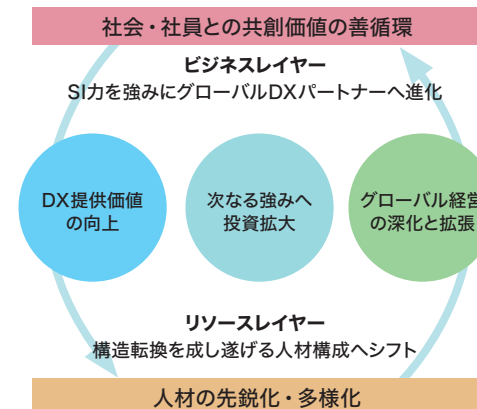 社会・社員との共創価値の善循環
ビジネスレイヤー
SI力を強みにグローバルDXパートナーへ進化
DX提供価値
の向上
次なる強みへ
投資拡大
グローバル経営
の深化と拡張
リソースレイヤー
構造転換を成し遂げる人材構成へシフト
人材の先鋭化・多様化